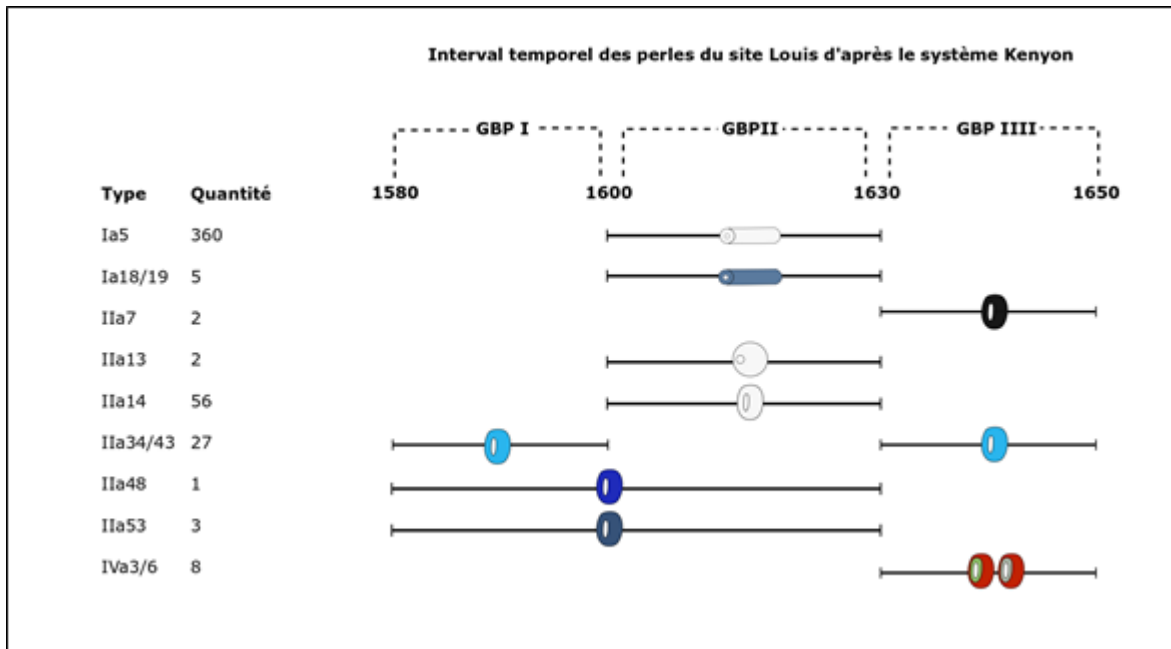 Interval temporel des perles du site Louis d'après le système Kenyon
GBP I GBPII GBP IIII
Type Quantité 1580 1600 1630 1650
Ia5 360
Ia18/19 5
IIa7 2
IIa13 2
IIa14 56
IIa34/43 27
IIa48 1
IIa53 3
IVa3/6 8